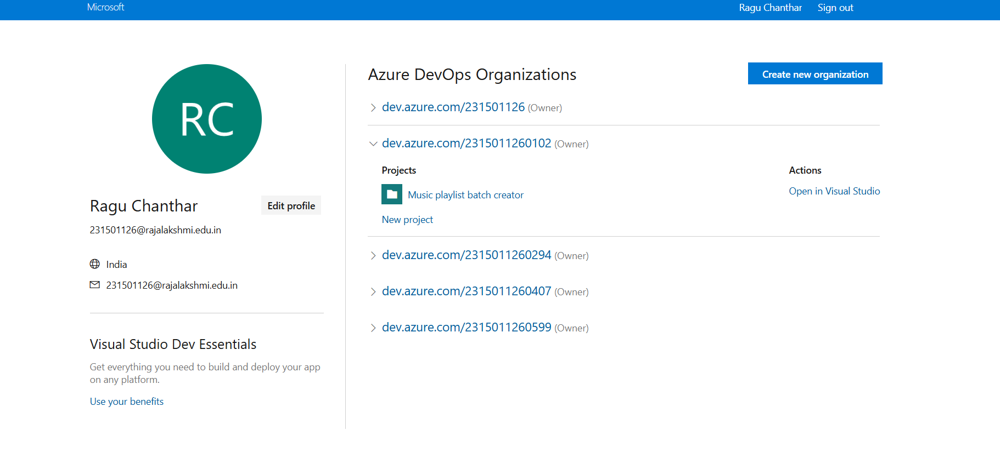 Microsoft
Ragu Chanthar Sign out
RC
Ragu Chanthar
Edit profile
231501126@rajalakshmi.edu.in
India
231501126@rajalakshmi.edu.in
Visual Studio Dev Essentials
Get everything you need to build and deploy your app
on any platform.
Use your benefits
Azure DevOps Organizations
Create new organization
dev.azure.com/231501126 (Owner)
dev.azure.com/2315011260102 (Owner)
Projects
Actions
Music playlist batch creator
Open in Visual Studio
New project
dev.azure.com/2315011260294 (Owner)
dev.azure.com/2315011260407 (Owner)
dev.azure.com/2315011260599 (Owner)